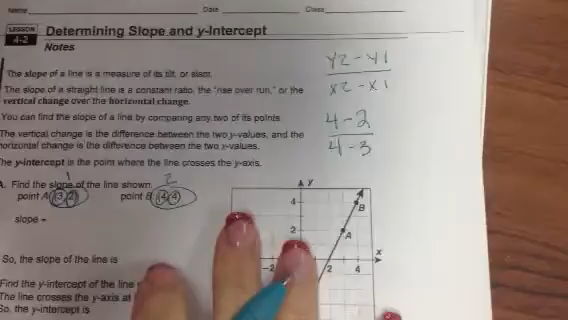 Name Date Class
LESSON 4-2 Determining Slope and y-Intercept
Notes
The slope of a line is a measure of its tilt, or slant.
The slope of a straight line is a constant ratio, the "rise over run," or the
vertical change over the horizontal change.
You can find the slope of a line by comparing any two of its points.
The vertical change is the difference between the two y-values, and the
horizontal change is the difference between the two x-values.
The y-intercept is the point where the line crosses the y-axis.
A. Find the slope of the line shown.
1 2
point A (3, 2) point B (4, 4)
slope =
So, the slope of the line is
Find the y-intercept of the line
The line crosses the y-axis at
So, the y-intercept is
y2 - y1
x2 - x1
4 - 2
4 - 3
y
4
B
2
A
x
-2 2 4